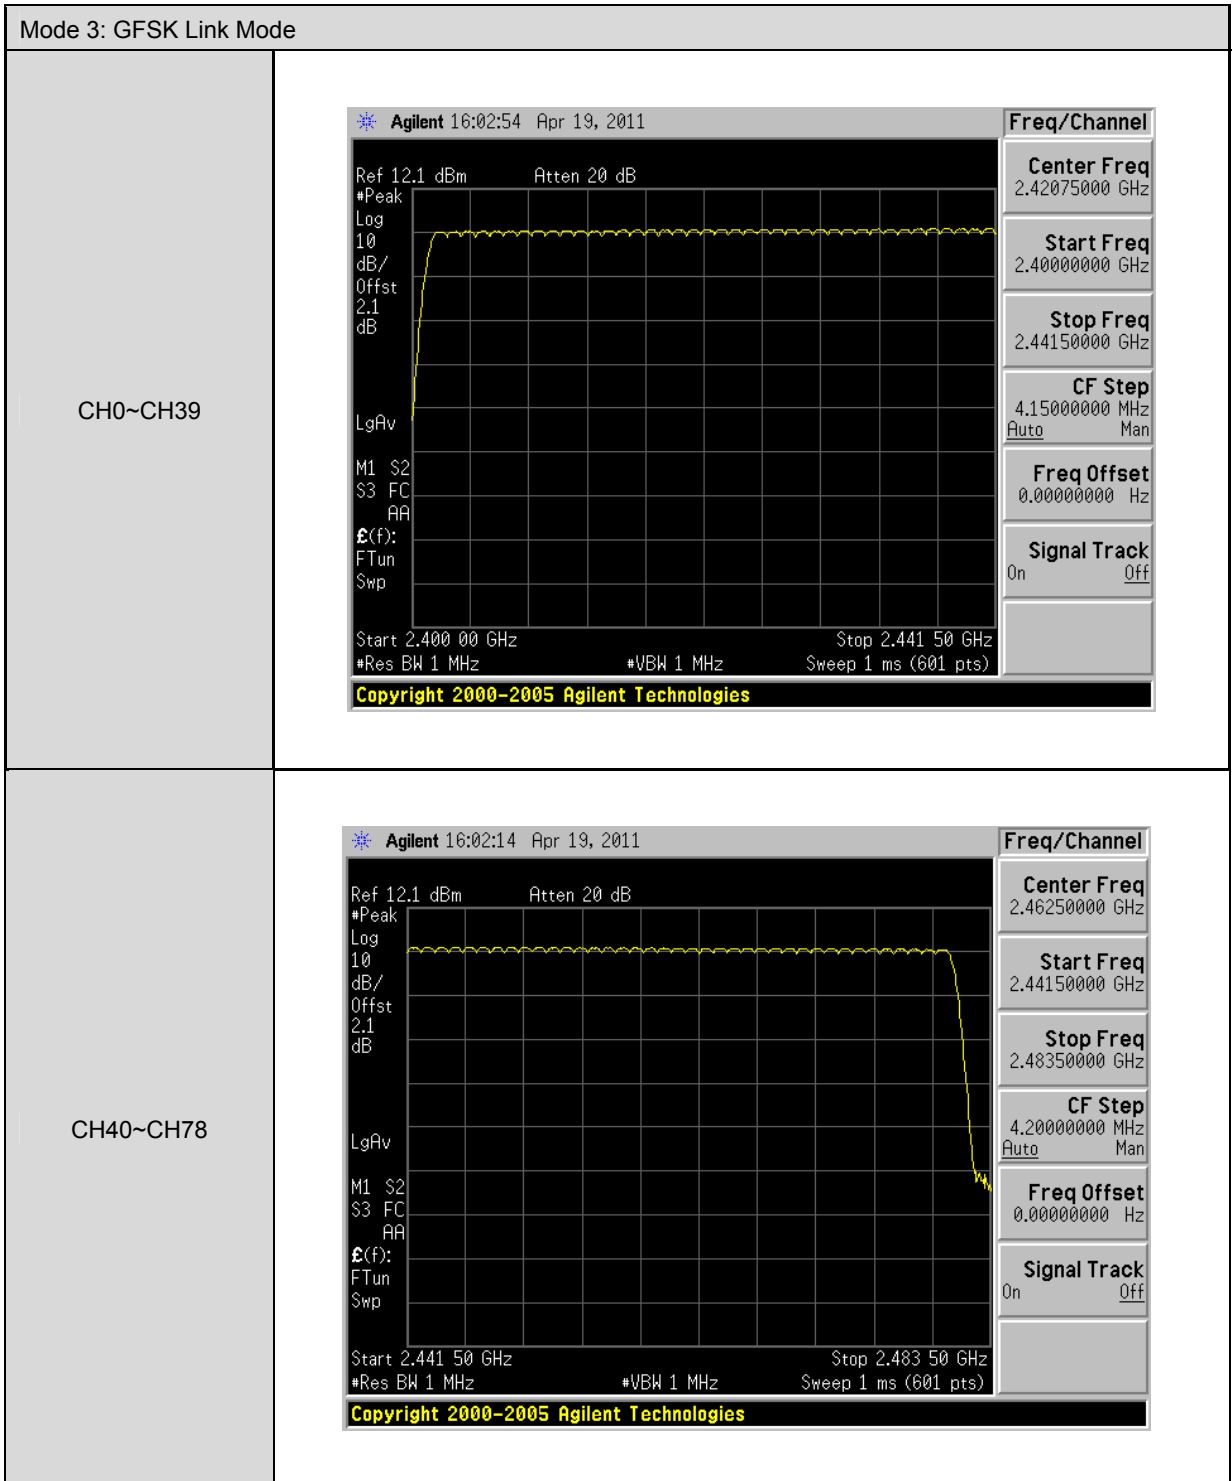 Mode 3: GFSK Link Mode
CH0~CH39
Agilent 16:02:54 Apr 19, 2011
Freq/Channel
Ref 12.1 dBm Atten 20 dB
#Peak
Log
10
dB/
Offst
2.1
dB
LgAv
M1 S2
S3 FC
AA
£(f):
FTun
Swp
Start 2.400 00 GHz Stop 2.441 50 GHz
#Res BW 1 MHz #VBW 1 MHz Sweep 1 ms (601 pts)
Copyright 2000-2005 Agilent Technologies
Center Freq
2.42075000 GHz
Start Freq
2.40000000 GHz
Stop Freq
2.44150000 GHz
CF Step
4.15000000 MHz
Auto Man
Freq Offset
0.00000000 Hz
Signal Track
On Off
CH40~CH78
Agilent 16:02:14 Apr 19, 2011
Freq/Channel
Ref 12.1 dBm Atten 20 dB
#Peak
Log
10
dB/
Offst
2.1
dB
LgAv
M1 S2
S3 FC
AA
£(f):
FTun
Swp
Start 2.441 50 GHz Stop 2.483 50 GHz
#Res BW 1 MHz #VBW 1 MHz Sweep 1 ms (601 pts)
Copyright 2000-2005 Agilent Technologies
Center Freq
2.46250000 GHz
Start Freq
2.44150000 GHz
Stop Freq
2.48350000 GHz
CF Step
4.20000000 MHz
Auto Man
Freq Offset
0.00000000 Hz
Signal Track
On Off